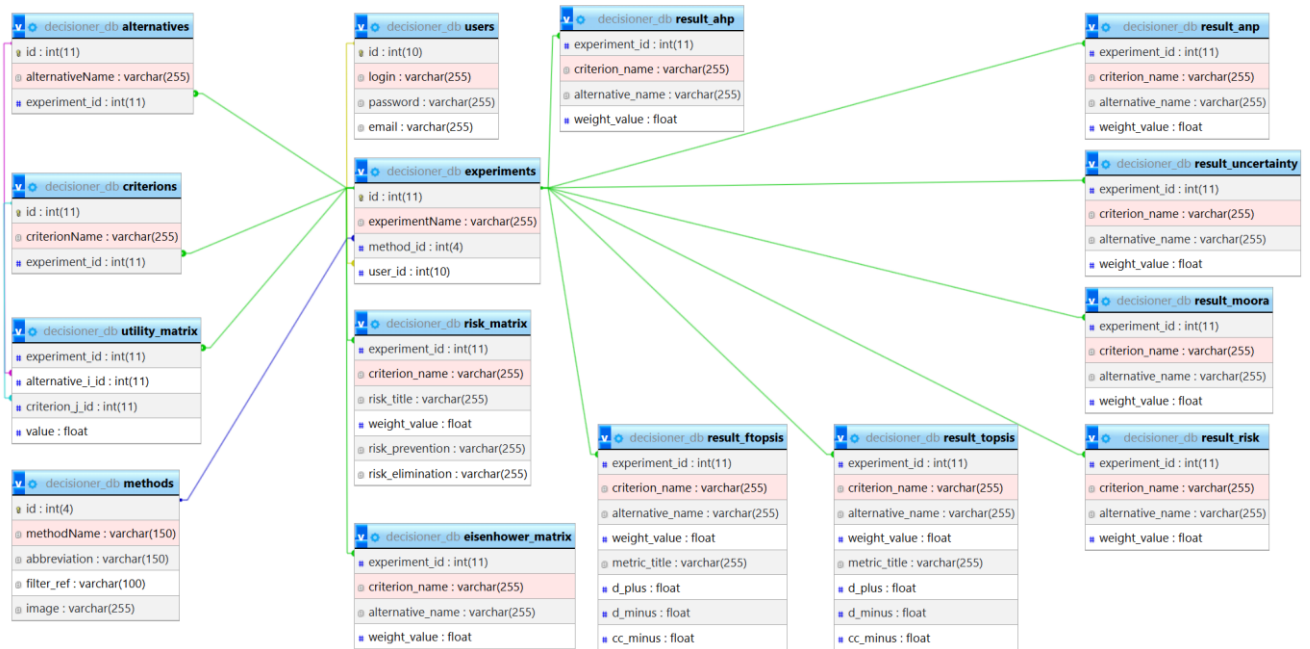 decisioner_db alternatives
id : int(11)
alternativeName : varchar(255)
experiment_id : int(11)
decisioner_db criterions
id : int(11)
criterionName : varchar(255)
experiment_id : int(11)
decisioner_db utility_matrix
experiment_id : int(11)
alternative_i_id : int(11)
criterion_j_id : int(11)
value : float
decisioner_db methods
id : int(4)
methodName : varchar(150)
abbreviation : varchar(150)
filter_ref : varchar(100)
image : varchar(255)
decisioner_db users
id : int(10)
login : varchar(255)
password : varchar(255)
email : varchar(255)
decisioner_db experiments
id : int(11)
experimentName : varchar(255)
method_id : int(4)
user_id : int(10)
decisioner_db risk_matrix
experiment_id : int(11)
criterion_name : varchar(255)
risk_title : varchar(255)
weight_value : float
risk_prevention : varchar(255)
risk_elimination : varchar(255)
decisioner_db eisenhower_matrix
experiment_id : int(11)
criterion_name : varchar(255)
alternative_name : varchar(255)
weight_value : float
decisioner_db result_ahp
experiment_id : int(11)
criterion_name : varchar(255)
alternative_name : varchar(255)
weight_value : float
decisioner_db result_ftopsis
experiment_id : int(11)
criterion_name : varchar(255)
alternative_name : varchar(255)
weight_value : float
metric_title : varchar(255)
d_plus : float
d_minus : float
cc_minus : float
decisioner_db result_topsis
experiment_id : int(11)
criterion_name : varchar(255)
alternative_name : varchar(255)
weight_value : float
metric_title : varchar(255)
d_plus : float
d_minus : float
cc_minus : float
decisioner_db result_anp
experiment_id : int(11)
criterion_name : varchar(255)
alternative_name : varchar(255)
weight_value : float
decisioner_db result_uncertainty
experiment_id : int(11)
criterion_name : varchar(255)
alternative_name : varchar(255)
weight_value : float
decisioner_db result_moora
experiment_id : int(11)
criterion_name : varchar(255)
alternative_name : varchar(255)
weight_value : float
decisioner_db result_risk
experiment_id : int(11)
criterion_name : varchar(255)
alternative_name : varchar(255)
weight_value : float